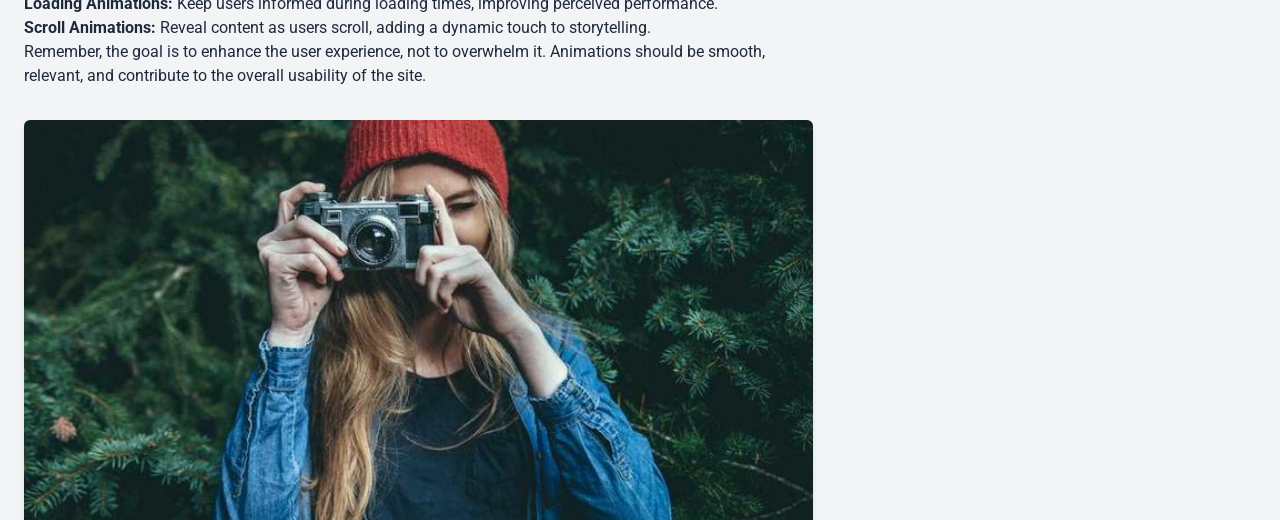 Loading Animations: Keep users informed during loading times, improving perceived performance.
Scroll Animations: Reveal content as users scroll, adding a dynamic touch to storytelling.
Remember, the goal is to enhance the user experience, not to overwhelm it. Animations should be smooth,
relevant, and contribute to the overall usability of the site.